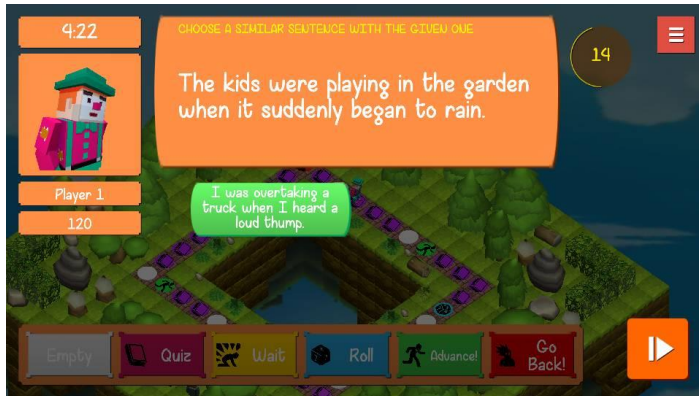 4:22
CHOOSE A SIMILAR SENTENCE WITH THE GIVEN ONE
The kids were playing in the garden
when it suddenly began to rain.
14
Player 1
120
I was overtaking a
truck when I heard a
loud thump.
Empty
Quiz
Wait
Roll
Advance!
Go
Back!